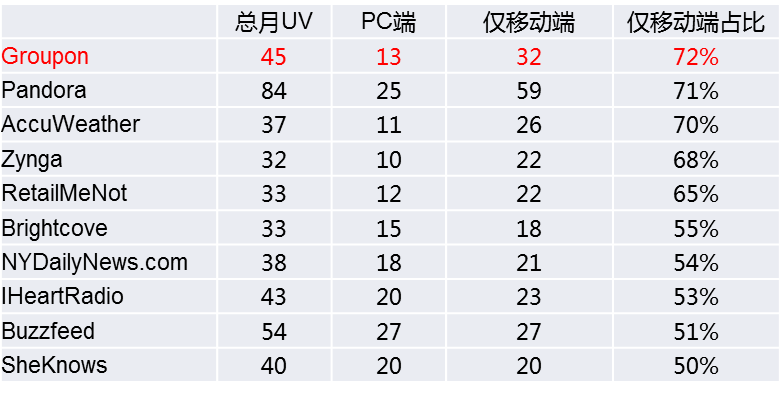 总月UV PC端 仅移动端 仅移动端占比
Groupon 45 13 32 72%
Pandora 84 25 59 71%
AccuWeather 37 11 26 70%
Zynga 32 10 22 68%
RetailMeNot 33 12 22 65%
Brightcove 33 15 18 55%
NYDailyNews.com 38 18 21 54%
IHeartRadio 43 20 23 53%
Buzzfeed 54 27 27 51%
SheKnows 40 20 20 50%